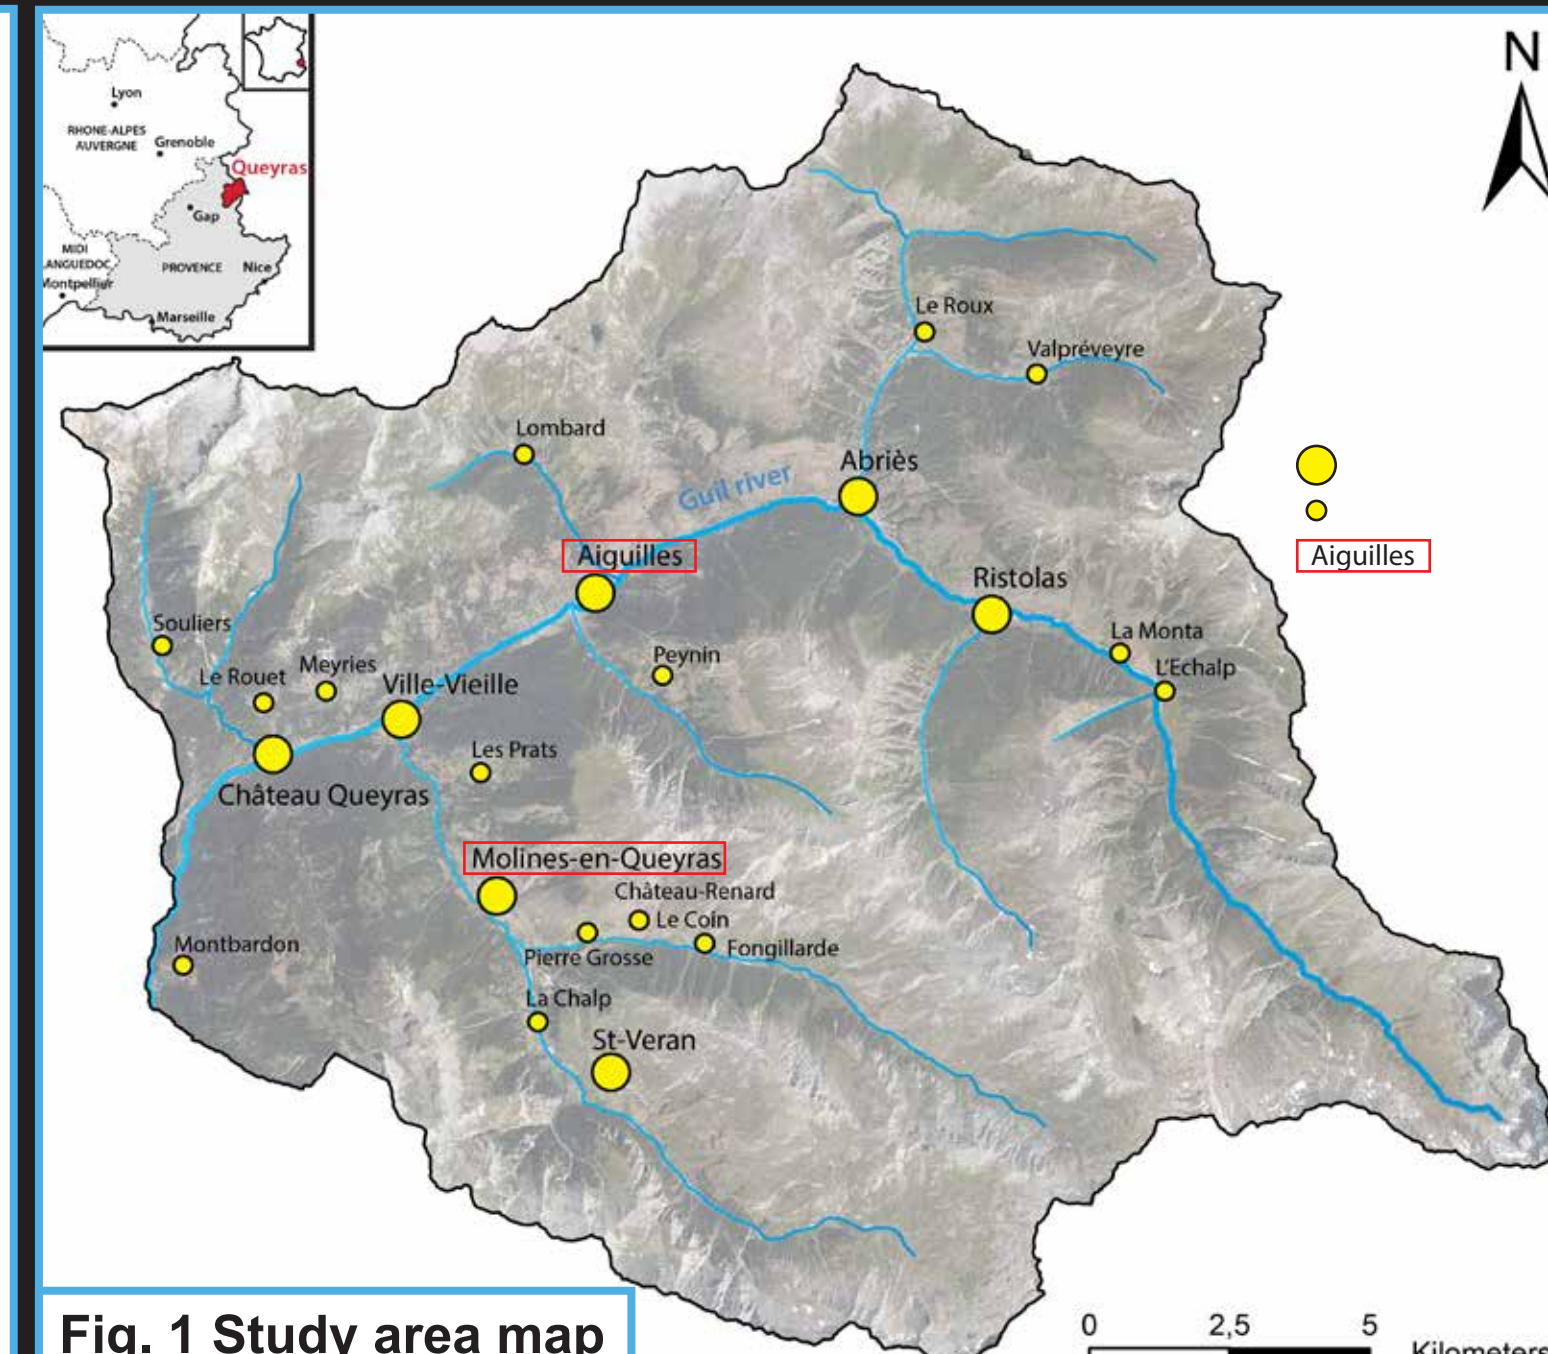 Lyon
RHONE-ALPES
AUVERGNE
Grenoble
Queyras
Gap
MIDI
ANGUEDOC
PROVENCE
Nice
Montpellier
Marseille
N
Le Roux
Valpréveyre
Lombard
Abriès
Guil river
Aiguilles
Aiguilles
Ristolas
Souliers
La Monta
Peynin
L'Echalp
Le Rouet
Meyries
Ville-Vieille
Les Prats
Château Queyras
Molines-en-Queyras
Château-Renard
Le Coin
Montbardon
Pierre Grosse
Fongillarde
La Chalp
St-Veran
Fig. 1 Study area map
0 2,5 5
Kilometers